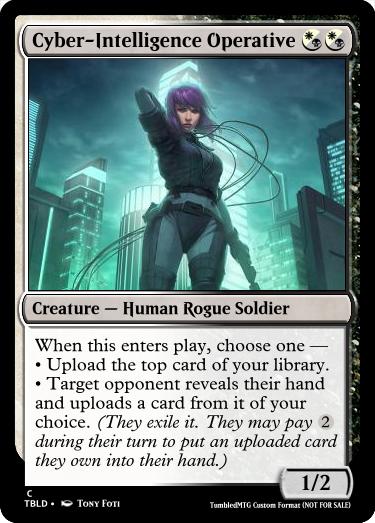 Cyber-Intelligence Operative
Creature — Human Rogue Soldier
When this enters play, choose one —
• Upload the top card of your library.
• Target opponent reveals their hand
and uploads a card from it of your
choice. (They exile it. They may pay 2
during their turn to put an uploaded card
they own into their hand.)
1/2
C
TBLD • Tony Foti
TumbledMTG Custom Format (NOT FOR SALE)